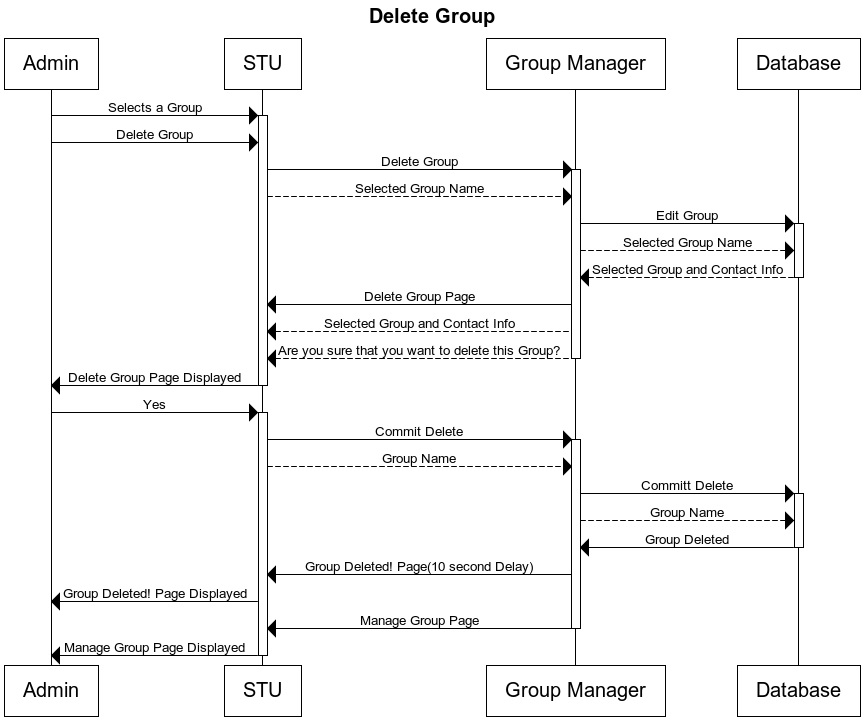 Delete Group
Admin
STU
Group Manager
Database
Selects a Group
Delete Group
Delete Group
Selected Group Name
Edit Group
Selected Group Name
Selected Group and Contact Info
Delete Group Page
Selected Group and Contact Info
Are you sure that you want to delete this Group?
Delete Group Page Displayed
Yes
Commit Delete
Group Name
Committ Delete
Group Name
Group Deleted
Group Deleted! Page(10 second Delay)
Group Deleted! Page Displayed
Manage Group Page
Manage Group Page Displayed
Admin
STU
Group Manager
Database